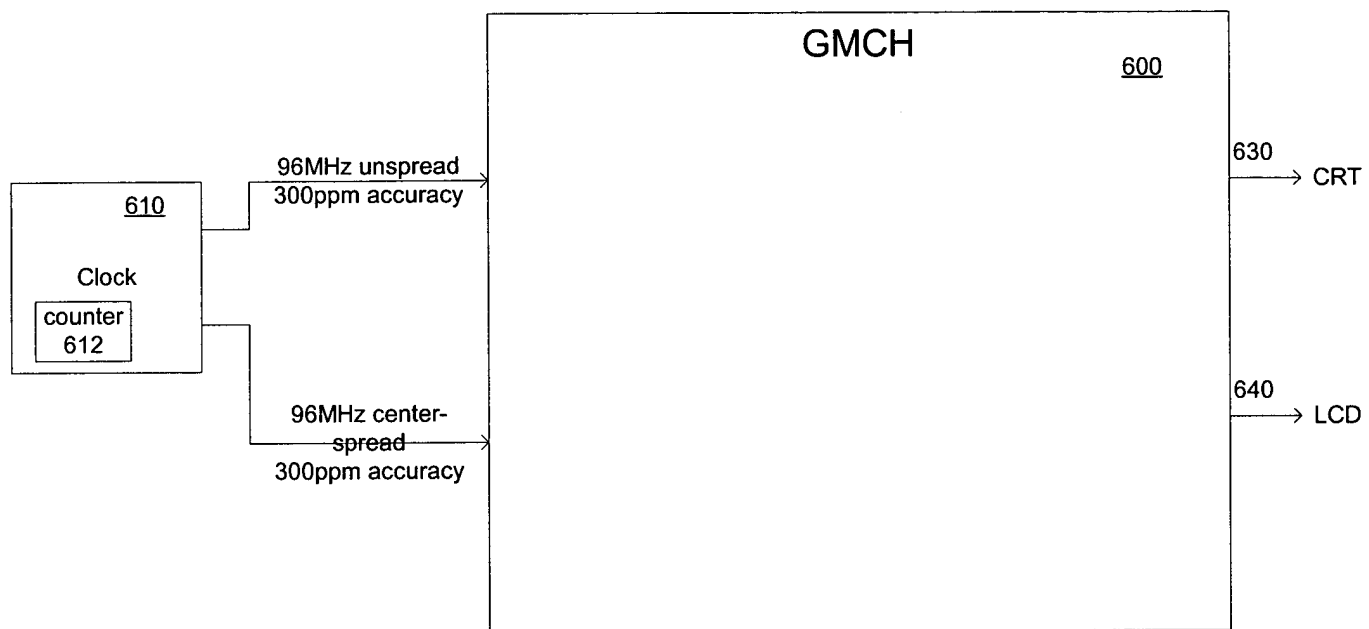 GMCH
600
96MHz unspread
300ppm accuracy
630
CRT
610
Clock
counter
612
96MHz center-
spread
300ppm accuracy
640
LCD